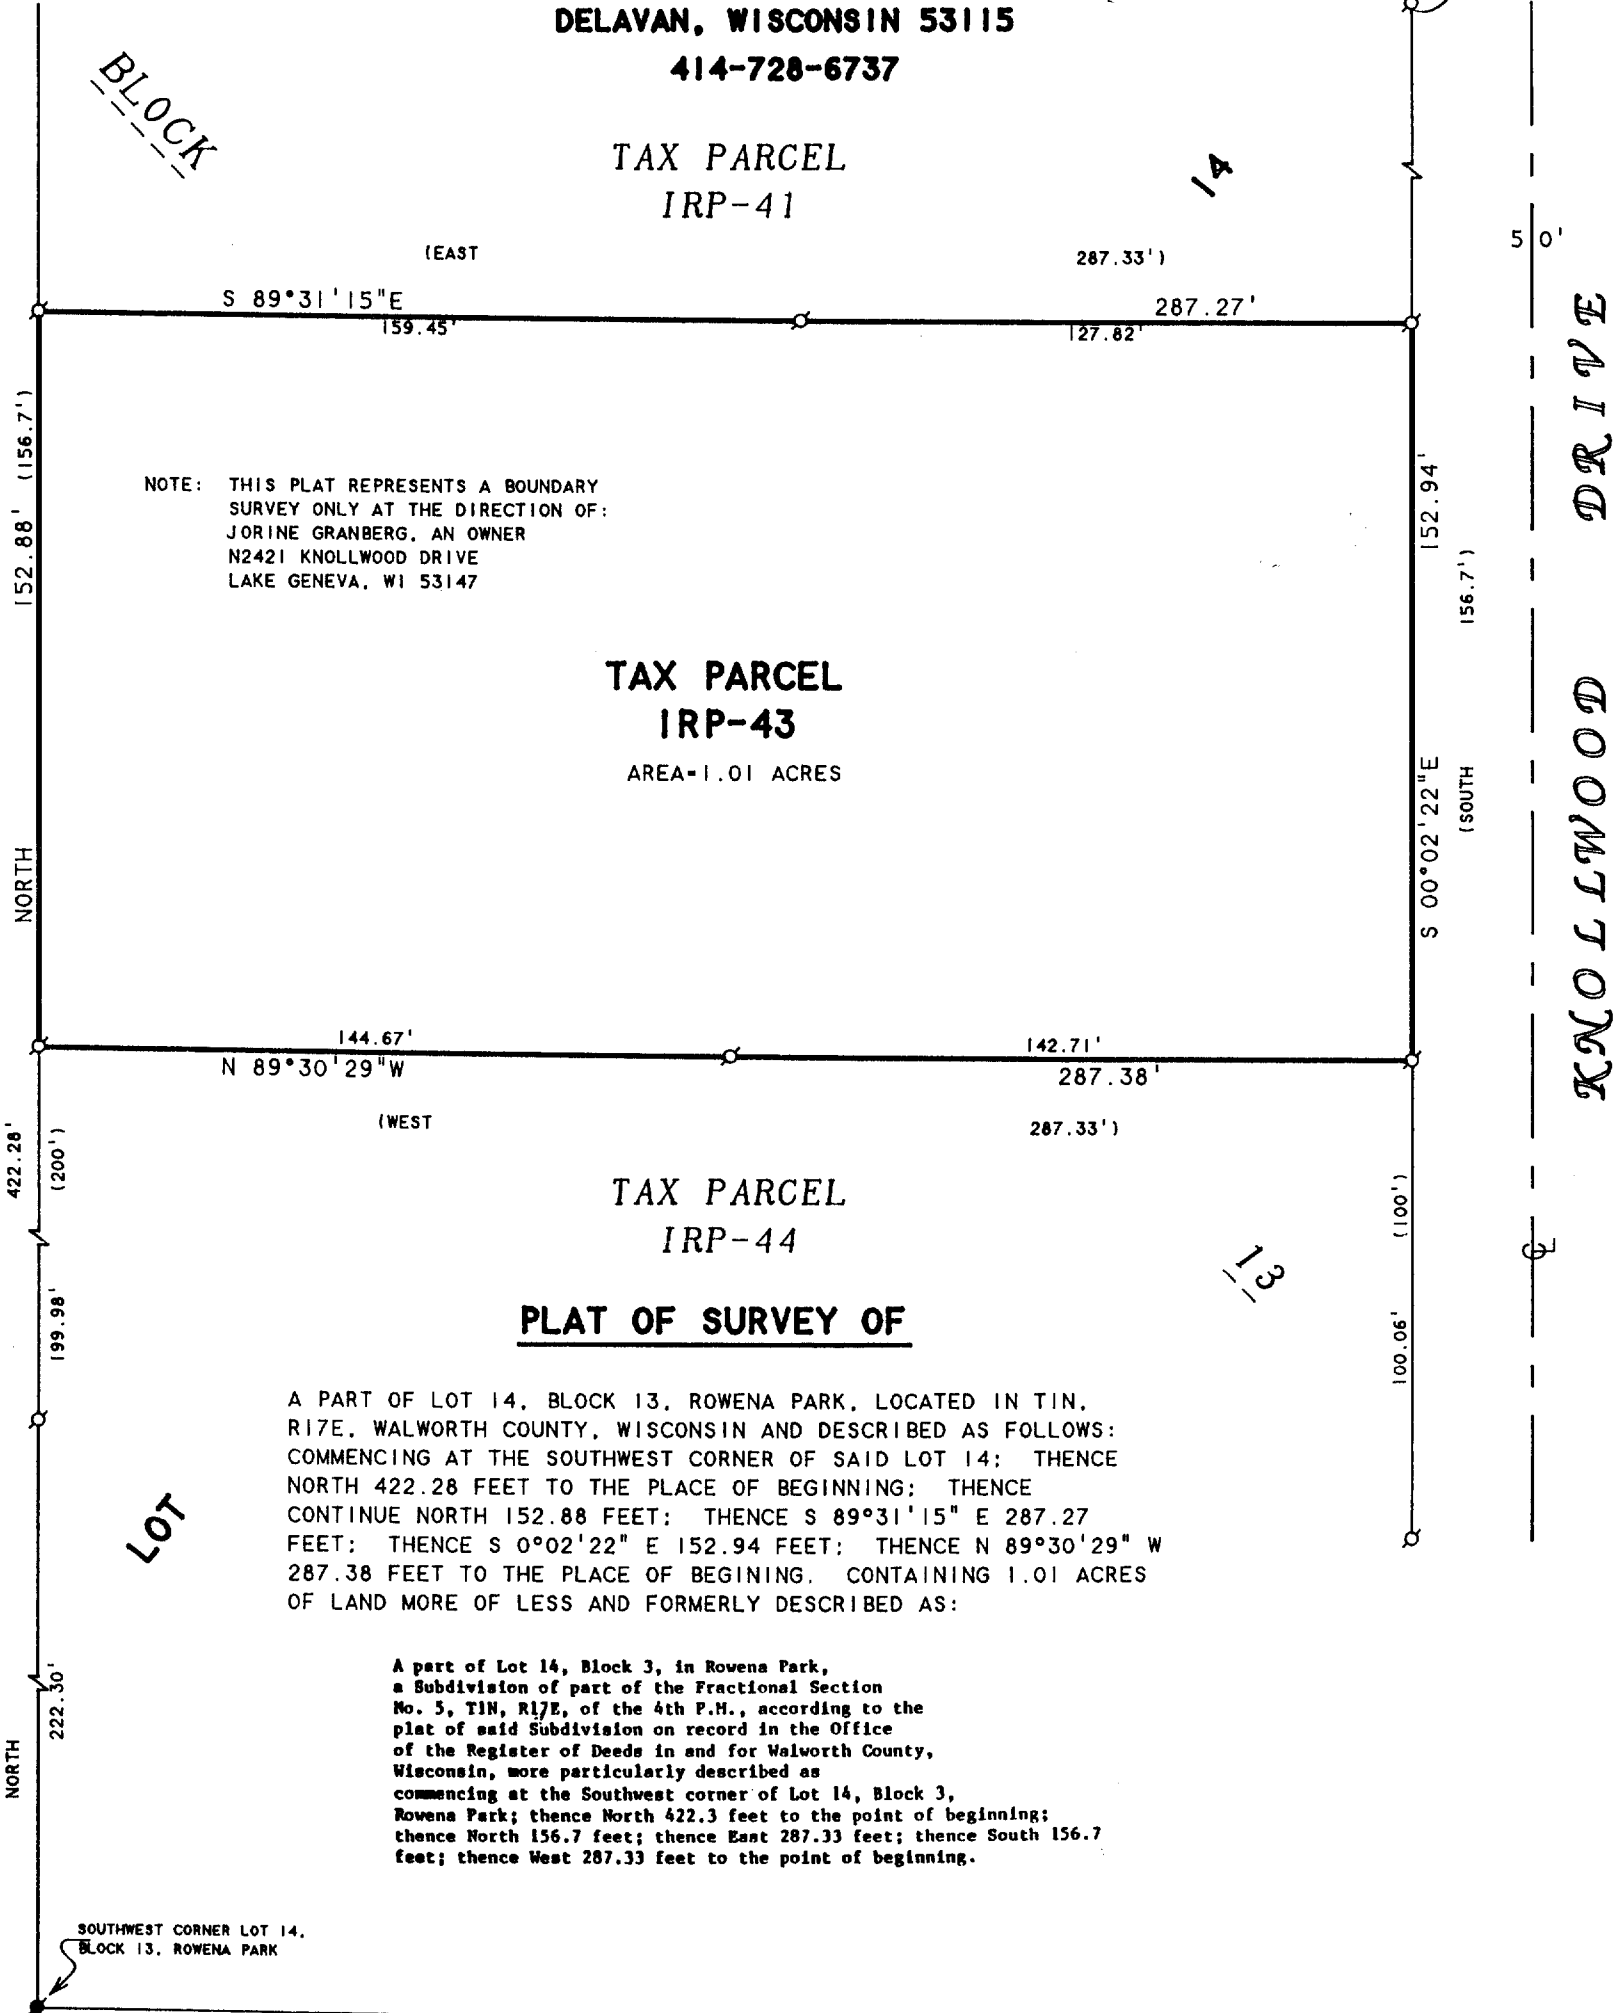 DELAVAN, WISCONSIN 53115
414-728-6737
BLOCK
TAX PARCEL
IRP-41
14
50'
(EAST
287.33')
S 89°31'15"E
287.27'
159.45'
127.82'
DRIVE
(156.7')
152.88'
NORTH
NOTE: THIS PLAT REPRESENTS A BOUNDARY
SURVEY ONLY AT THE DIRECTION OF:
JORINE GRANBERG, AN OWNER
N2421 KNOLLWOOD DRIVE
LAKE GENEVA, WI 53147
152.94'
156.7')
TAX PARCEL
IRP-43
AREA=1.01 ACRES
S 00°02'22"E
(SOUTH
KNOLLWOOD
144.67'
142.71'
N 89°30'29"W
287.38'
(WEST
287.33')
422.28'
(200')
TAX PARCEL
IRP-44
(100')
13
CL
199.98'
100.06'
PLAT OF SURVEY OF
A PART OF LOT 14, BLOCK 13, ROWENA PARK, LOCATED IN T1N,
R17E, WALWORTH COUNTY, WISCONSIN AND DESCRIBED AS FOLLOWS:
COMMENCING AT THE SOUTHWEST CORNER OF SAID LOT 14; THENCE
NORTH 422.28 FEET TO THE PLACE OF BEGINNING; THENCE
CONTINUE NORTH 152.88 FEET; THENCE S 89°31'15" E 287.27
FEET; THENCE S 0°02'22" E 152.94 FEET; THENCE N 89°30'29" W
287.38 FEET TO THE PLACE OF BEGINING. CONTAINING 1.01 ACRES
OF LAND MORE OF LESS AND FORMERLY DESCRIBED AS:
LOT
A part of Lot 14, Block 3, in Rowena Park,
a Subdivision of part of the Fractional Section
No. 5, T1N, R17E, of the 4th P.M., according to the
plat of said Subdivision on record in the Office
of the Register of Deeds in and for Walworth County,
Wisconsin, more particularly described as
commencing at the Southwest corner of Lot 14, Block 3,
Rowena Park; thence North 422.3 feet to the point of beginning;
thence North 156.7 feet; thence East 287.33 feet; thence South 156.7
feet; thence West 287.33 feet to the point of beginning.
222.30'
NORTH
SOUTHWEST CORNER LOT 14,
BLOCK 13, ROWENA PARK